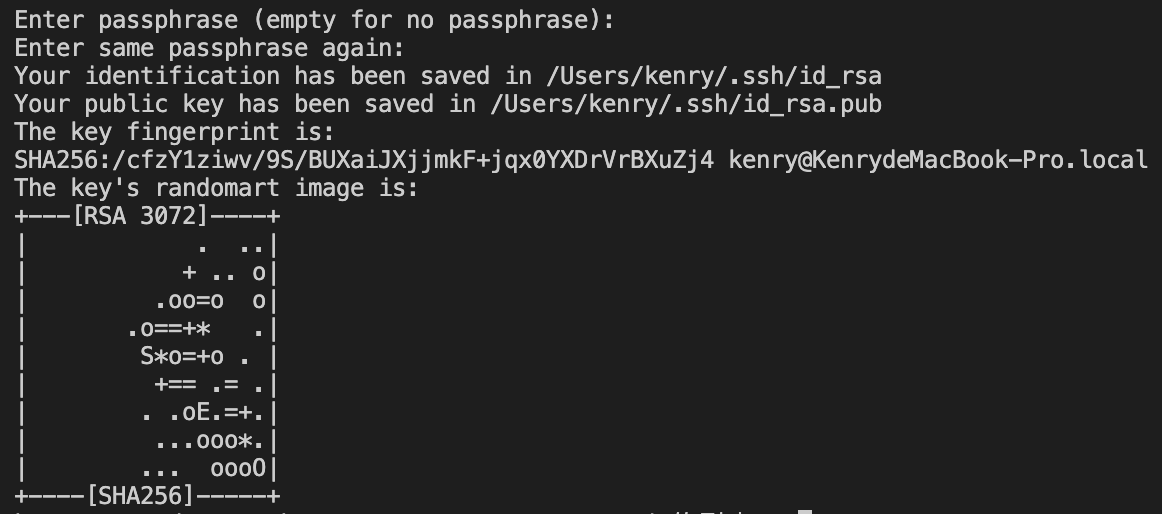 Enter passphrase (empty for no passphrase):
Enter same passphrase again:
Your identification has been saved in /Users/kenry/.ssh/id_rsa
Your public key has been saved in /Users/kenry/.ssh/id_rsa.pub
The key fingerprint is:
SHA256:/cfzY1ziwv/9S/BUXaiJXjjmkF+jqx0YXDrVrBXuZj4 kenry@KenrydeMacBook-Pro.local
The key's randomart image is:
+---[RSA 3072]----+
|             .  ..|
|            + .. o|
|          .oo=o  o|
|        .o==+*   .|
|         S*o=+o . |
|          +== .= .|
|         . .oE.=+.|
|          ...ooo*.|
|         ...  oooO|
+----[SHA256]-----+